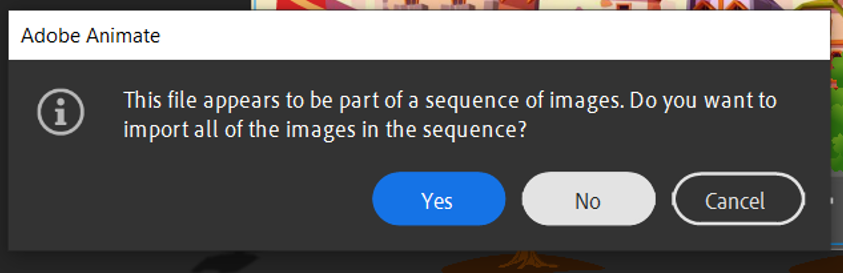 Adobe Animate
This file appears to be part of a sequence of images. Do you want to
import all of the images in the sequence?
Yes
No
Cancel